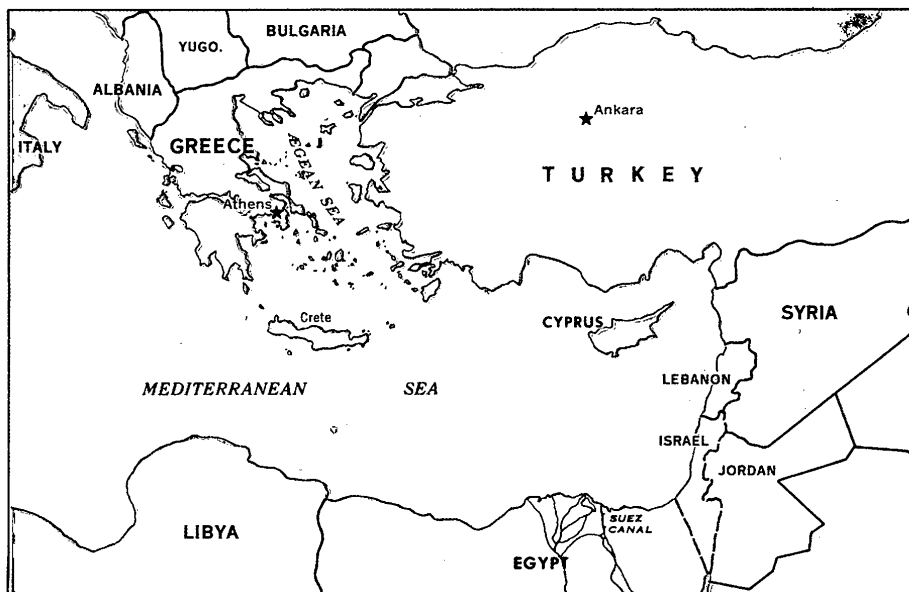 BULGARIA
YUGO.
ALBANIA
Ankara
ITALY
GREECE
ÆGEAN SEA
TURKEY
Athens
Crete
CYPRUS
SYRIA
MEDITERRANEAN SEA
LEBANON
ISRAEL
JORDAN
SUEZ
CANAL
LIBYA
EGYPT